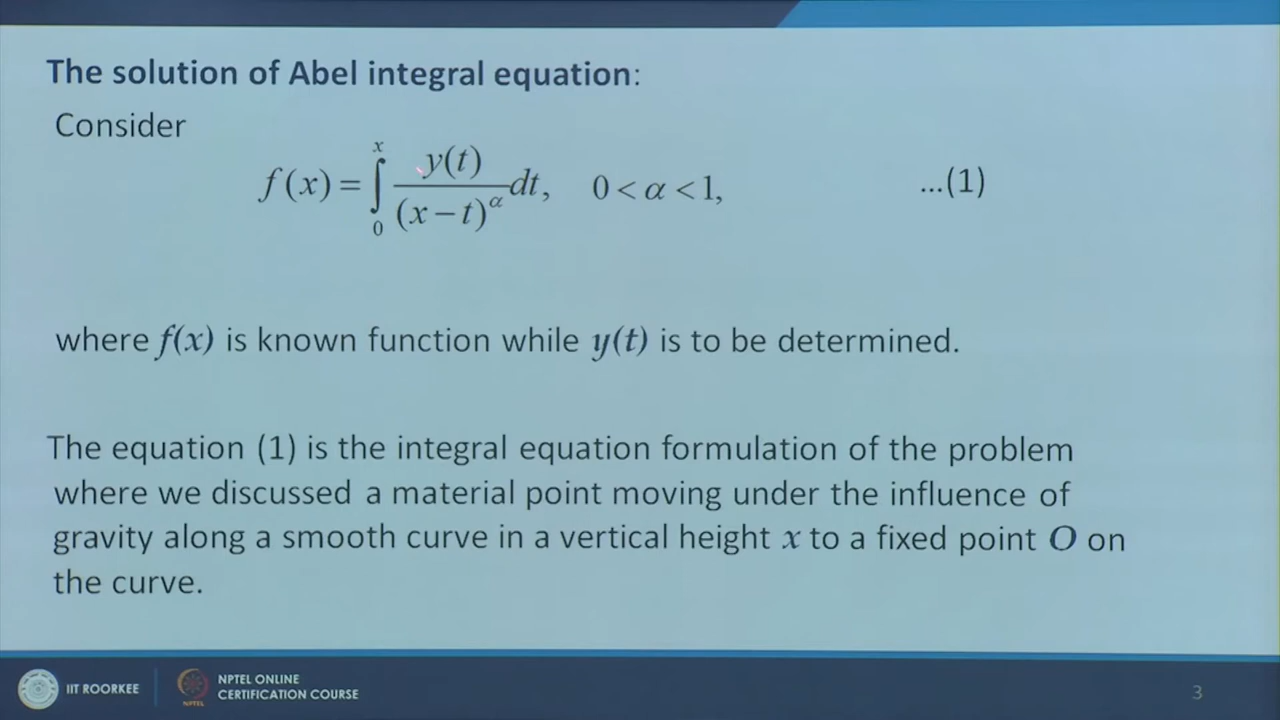 The solution of Abel integral equation:
Consider
f(x) = ∫₀ˣ y(t)/(x−t)^α dt, 0 < α < 1, ...(1)
where f(x) is known function while y(t) is to be determined.
The equation (1) is the integral equation formulation of the problem
where we discussed a material point moving under the influence of
gravity along a smooth curve in a vertical height x to a fixed point O on
the curve.
IIT ROORKEE
NPTEL
NPTEL ONLINE
CERTIFICATION COURSE
3